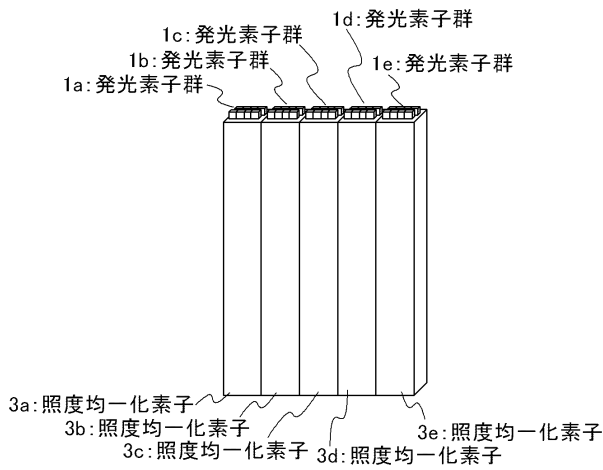 1d:発光素子群
1c:発光素子群
1b:発光素子群
1e:発光素子群
1a:発光素子群
3a:照度均一化素子
3b:照度均一化素子
3e:照度均一化素子
3c:照度均一化素子
3d:照度均一化素子